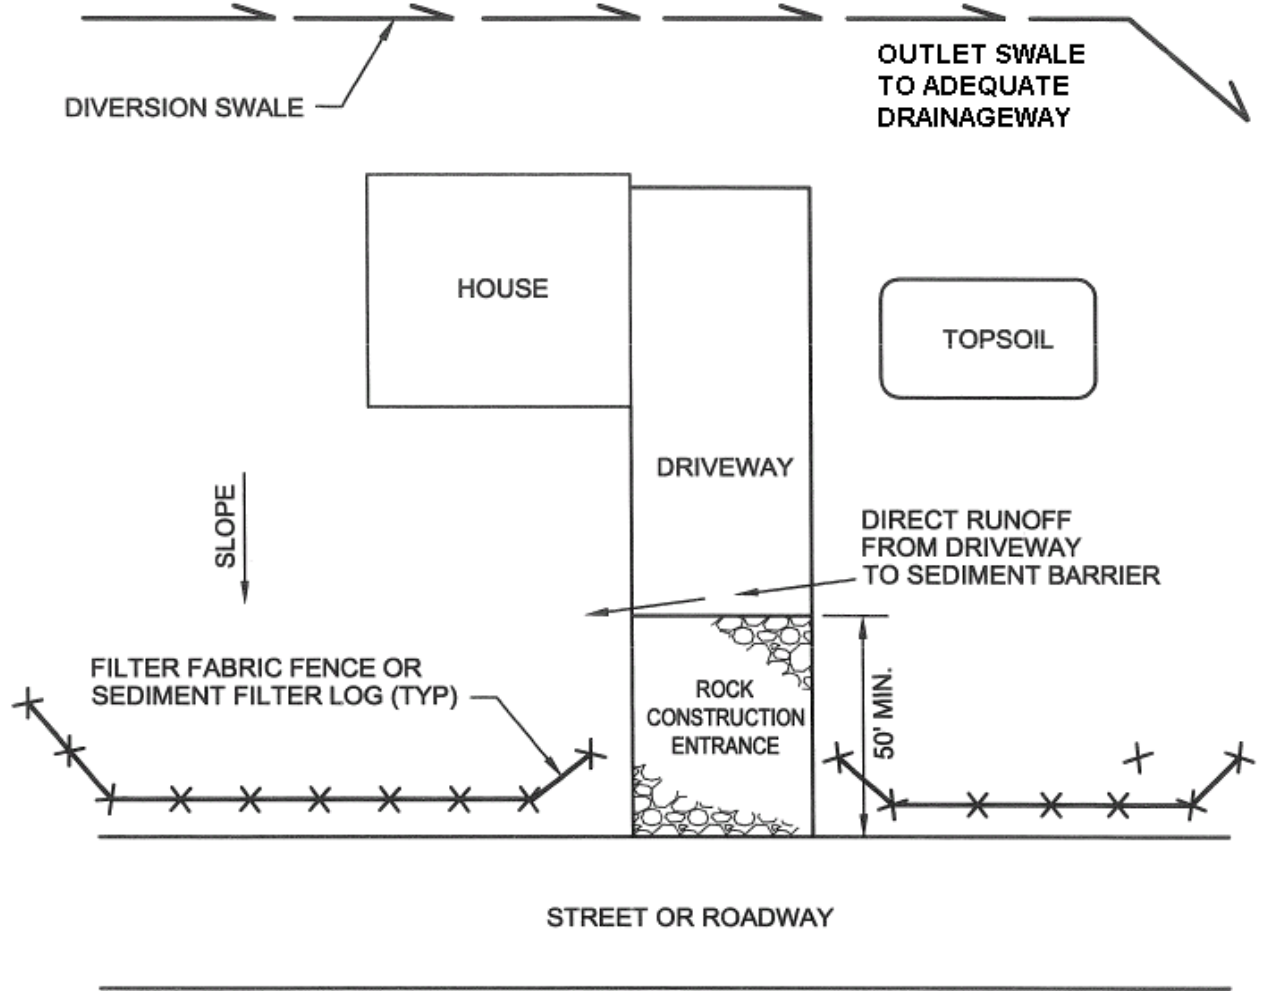 DIVERSION SWALE
OUTLET SWALE
TO ADEQUATE
DRAINAGEWAY
HOUSE
TOPSOIL
DRIVEWAY
SLOPE
DIRECT RUNOFF
FROM DRIVEWAY
TO SEDIMENT BARRIER
FILTER FABRIC FENCE OR
SEDIMENT FILTER LOG (TYP)
ROCK
CONSTRUCTION
ENTRANCE
50' MIN.
STREET OR ROADWAY